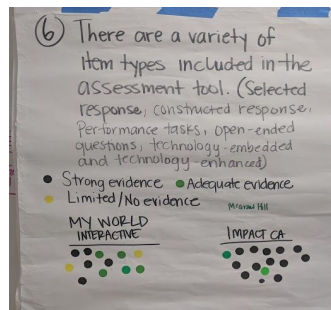 6 There are a variety of
item types included in the
assessment tool. (Selected
response, constructed response,
Performance tasks, open-ended
questions, technology-embedded
and technology-enhanced)
Strong evidence Adequate evidence
Limited/No evidence
McGraw Hill
MY WORLD
INTERACTIVE
IMPACT CA